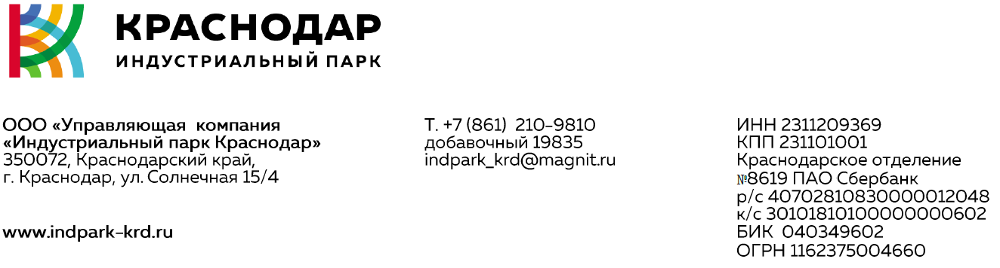 КРАСНОДАР
ИНДУСТРИАЛЬНЫЙ ПАРК
ООО «Управляющая компания
«Индустриальный парк Краснодар»
350072, Краснодарский край,
г. Краснодар, ул. Солнечная 15/4
www.indpark-krd.ru
Т. +7 (861) 210-9810
добавочный 19835
indpark_krd@magnit.ru
ИНН 2311209369
КПП 231101001
Краснодарское отделение
№8619 ПАО Сбербанк
р/с 40702810830000012048
к/с 30101810100000000602
БИК 040349602
ОГРН 1162375004660